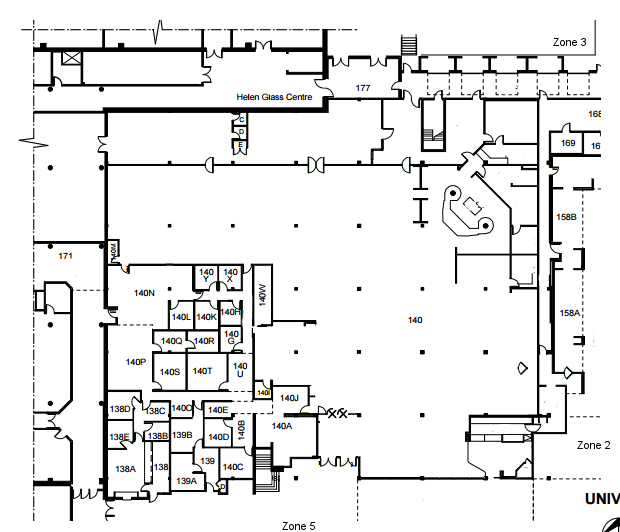 Zone 3
177
Helen Glass Centre
C
D
E
168
169
16
158B
140M
171
140N
140
Y
140
X
140W
140L
140K
140H
140
158A
140Q
140R
140
G
140P
140S
140T
140
U
140I
140J
138D
138C
140O
140E
140A
138E
138B
139B
140D
140B
138A
138
139
140C
139A
D
Zone 2
UNIV
Zone 5